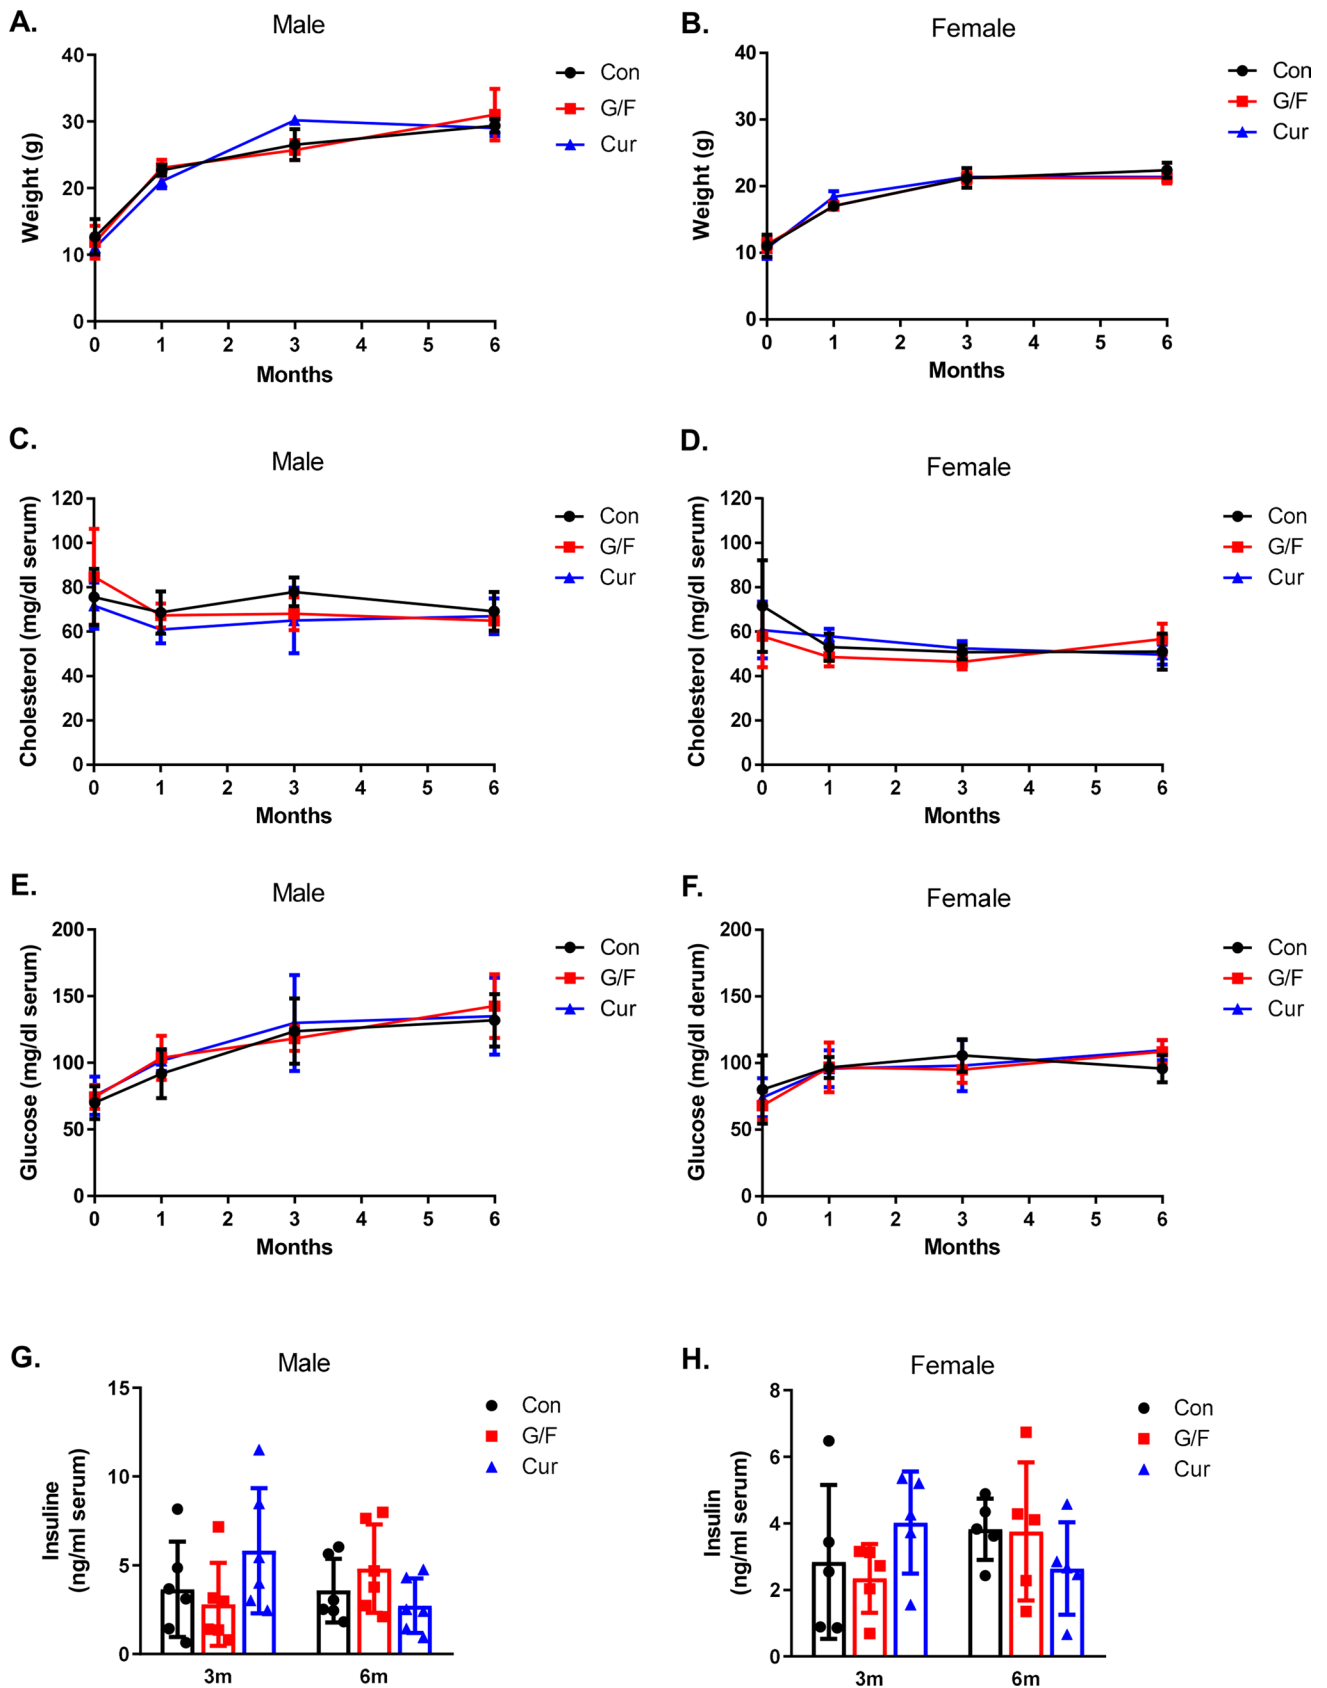 A.
Male
Weight (g)
40
30
20
10
0
0 1 2 3 4 5 6
Months
Con
G/F
Cur
B.
Female
Weight (g)
40
30
20
10
0
0 1 2 3 4 5 6
Months
Con
G/F
Cur
C.
Male
Cholesterol (mg/dl serum)
120
100
80
60
40
20
0
0 1 2 3 4 5 6
Months
Con
G/F
Cur
D.
Female
Cholesterol (mg/dl serum)
120
100
80
60
40
20
0
0 1 2 3 4 5 6
Months
Con
G/F
Cur
E.
Male
Glucose (mg/dl serum)
200
150
100
50
0
0 1 2 3 4 5 6
Months
Con
G/F
Cur
F.
Female
Glucose (mg/dl derum)
200
150
100
50
0
0 1 2 3 4 5 6
Months
Con
G/F
Cur
G.
Male
Insuline
(ng/ml serum)
15
10
5
0
3m 6m
Con
G/F
Cur
H.
Female
Insulin
(ng/ml serum)
8
6
4
2
0
3m 6m
Con
G/F
Cur